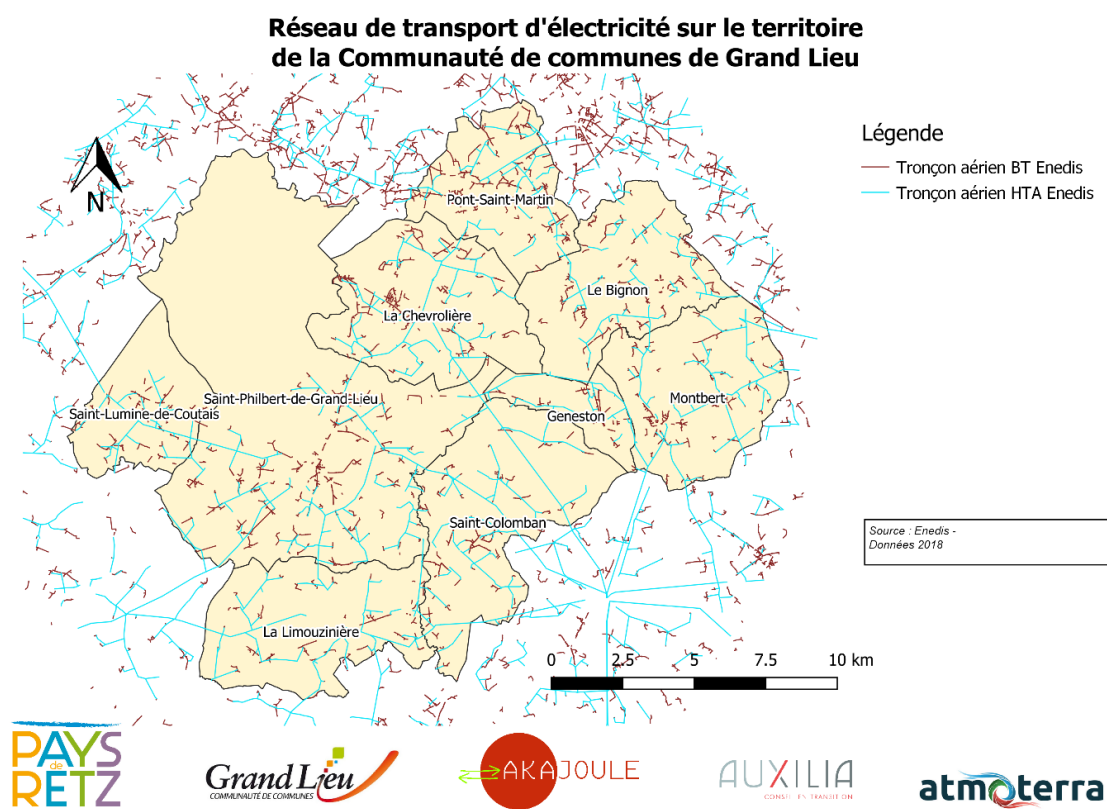 Réseau de transport d'électricité sur le territoire
de la Communauté de communes de Grand Lieu
Légende
Tronçon aérien BT Enedis
Tronçon aérien HTA Enedis
N
Pont-Saint-Martin
Le Bignon
La Chevrolière
Saint-Philbert-de-Grand-Lieu
Montbert
Saint-Lumine-de-Coutais
Geneston
Saint-Colomban
Source : Enedis -
Données 2018
La Limouzinière
0 2.5 5 7.5 10 km
PAYS
de
RETZ
Grand Lieu
COMMUNAUTÉ DE COMMUNES
AKAJOULE
AUXILIA
CONSEIL EN TRANSITION
atmoterra